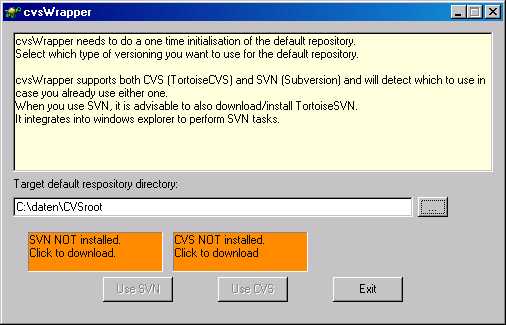 cvsWrapper
cvsWrapper needs to do a one time initialisation of the default repository.
Select which type of versioning you want to use for the default repository.
cvsWrapper supports both CVS (TortoiseCVS) and SVN (Subversion) and will detect which to use in
case you already use either one.
When you use SVN, it is advisable to also download/install TortoiseSVN.
It integrates into windows explorer to perform SVN tasks.
Target default respository directory:
C:\daten\CVSroot
...
SVN NOT installed.
Click to download.
CVS NOT installed.
Click to download
Use SVN
Use CVS
Exit